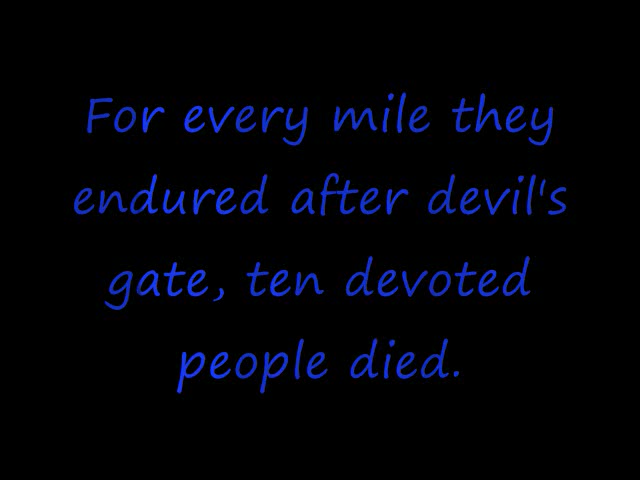 For every mile they
endured after devil's
gate, ten devoted
people died.